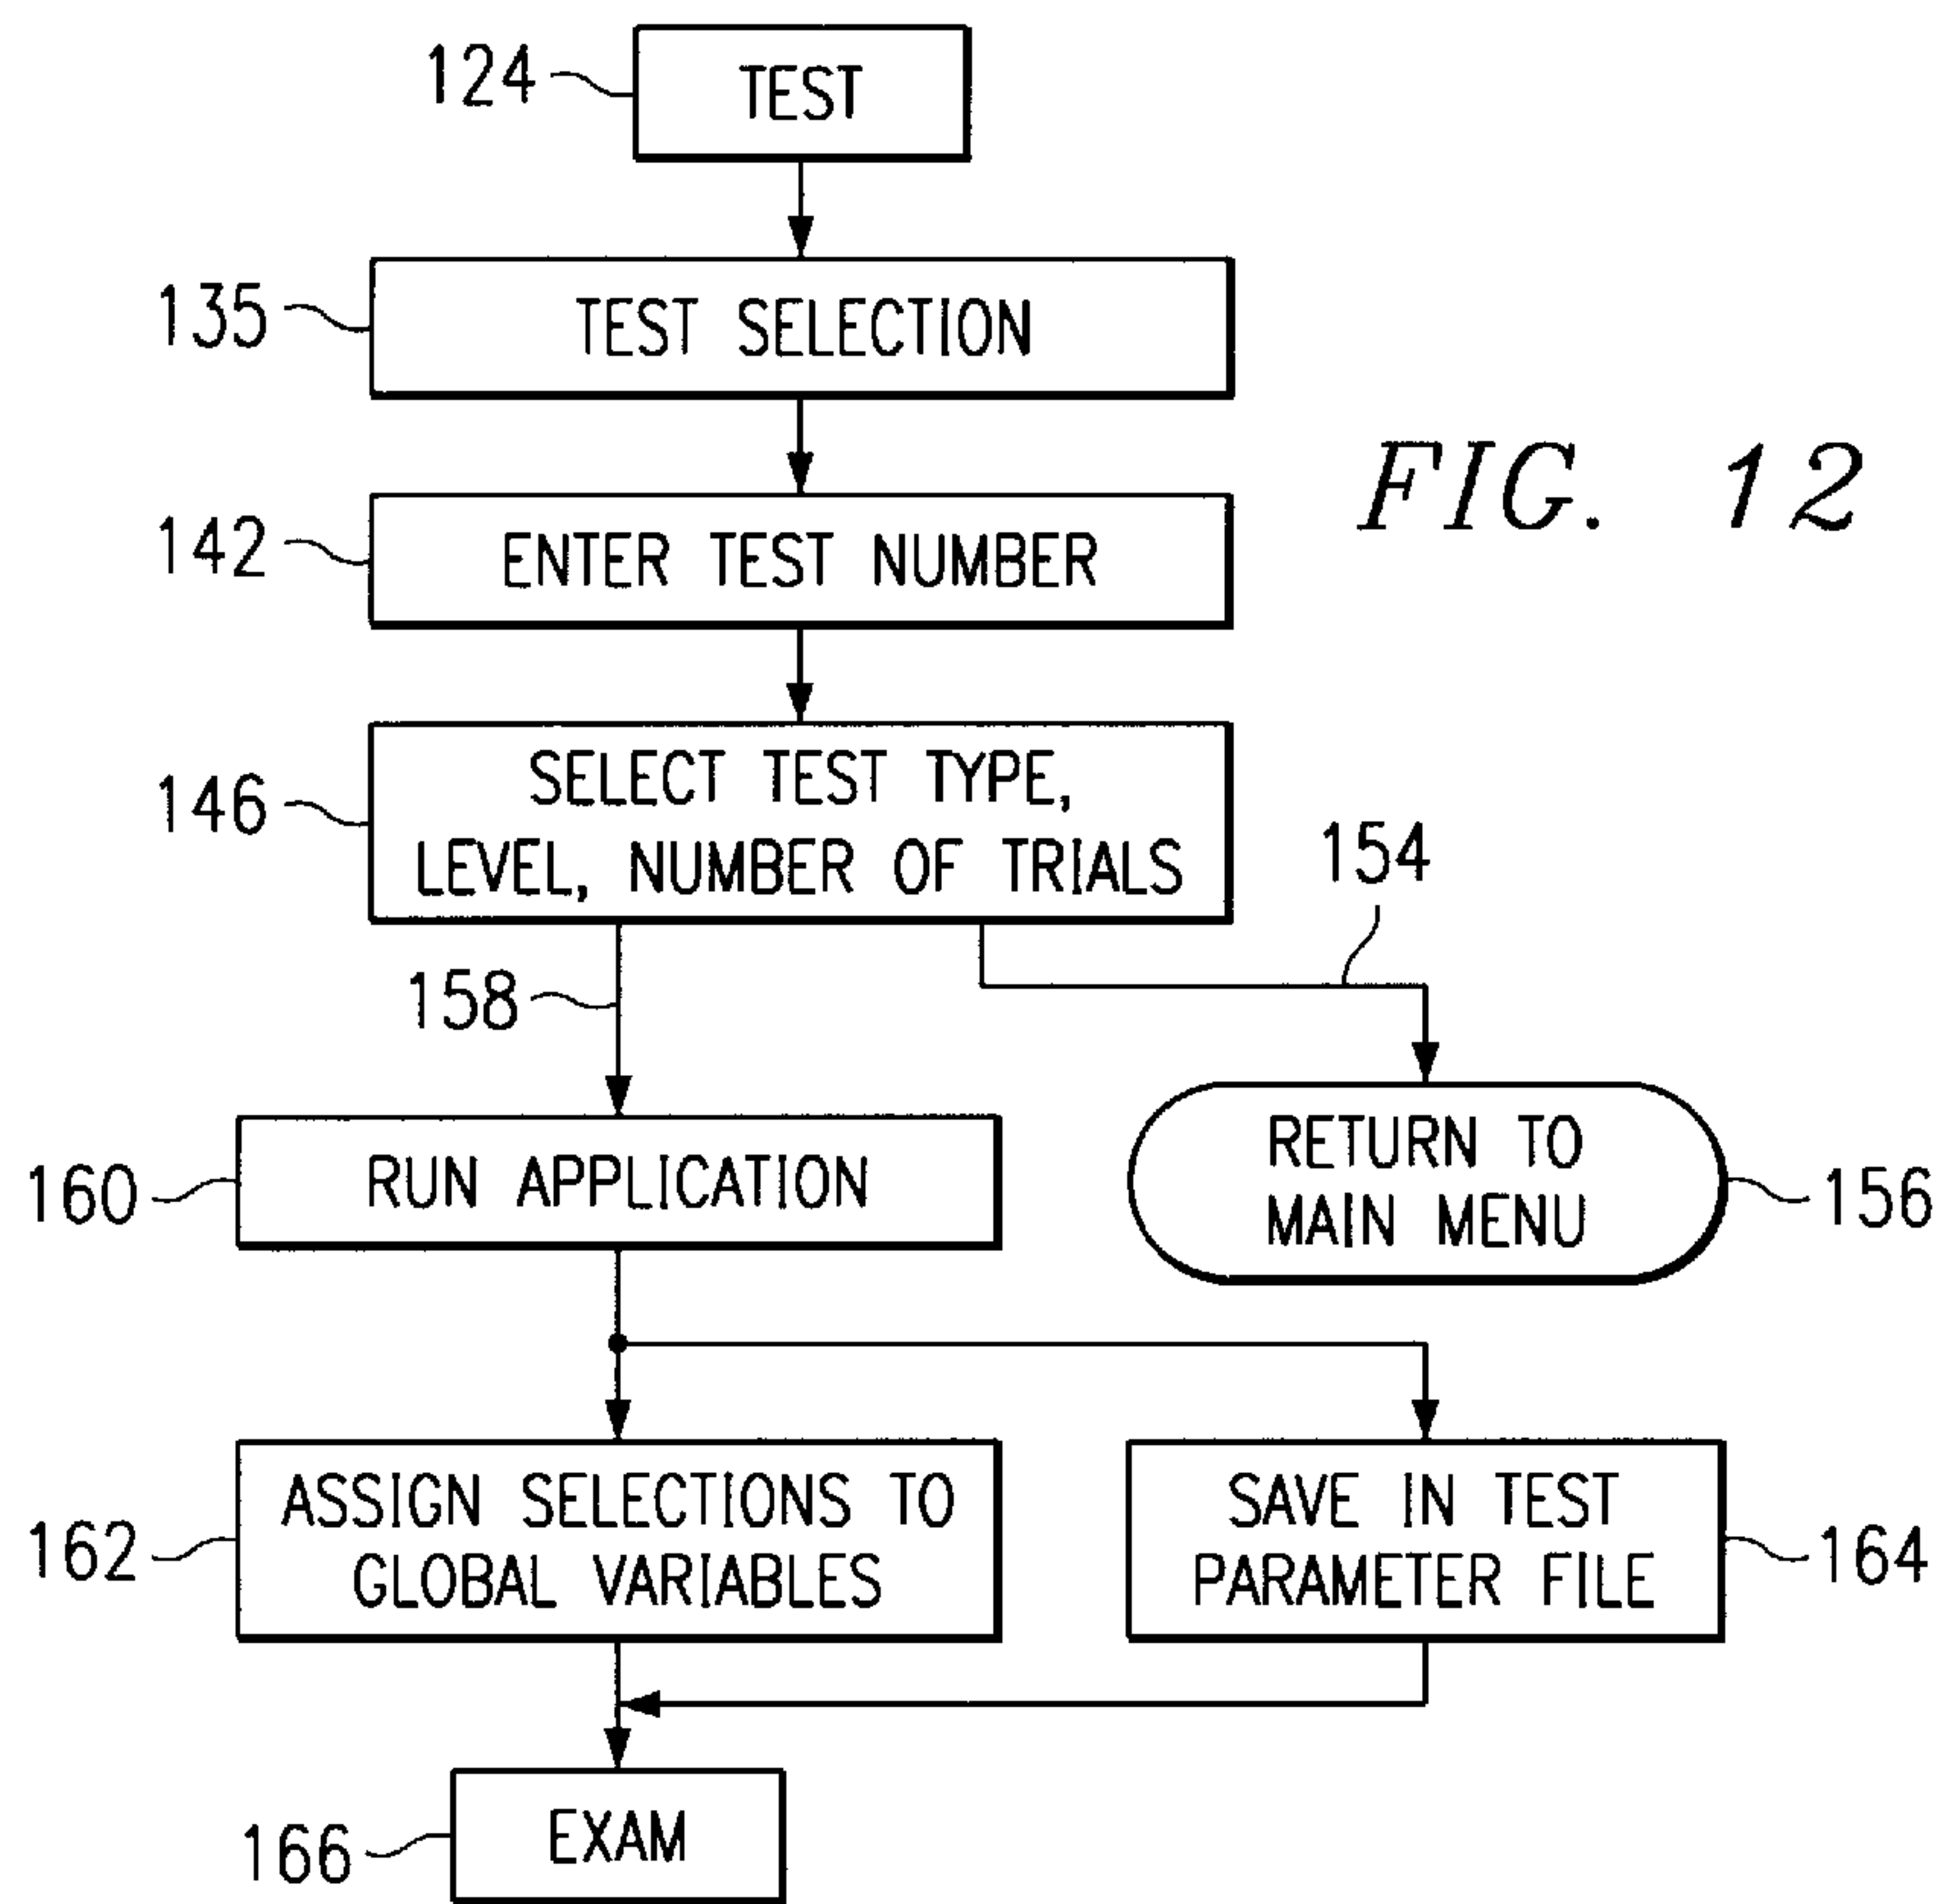 124
TEST
135
TEST SELECTION
FIG. 12
142
ENTER TEST NUMBER
146
SELECT TEST TYPE,
LEVEL, NUMBER OF TRIALS
154
158
160
RUN APPLICATION
RETURN TO
MAIN MENU
156
162
ASSIGN SELECTIONS TO
GLOBAL VARIABLES
SAVE IN TEST
PARAMETER FILE
164
166
EXAM